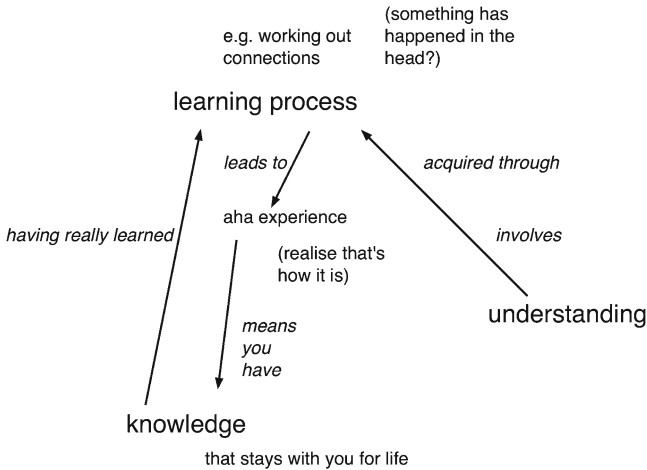 e.g. working out
connections
(something has
happened in the
head?)
learning process
leads to
acquired through
aha experience
having really learned
involves
(realise that's
how it is)
understanding
means
you
have
knowledge
that stays with you for life